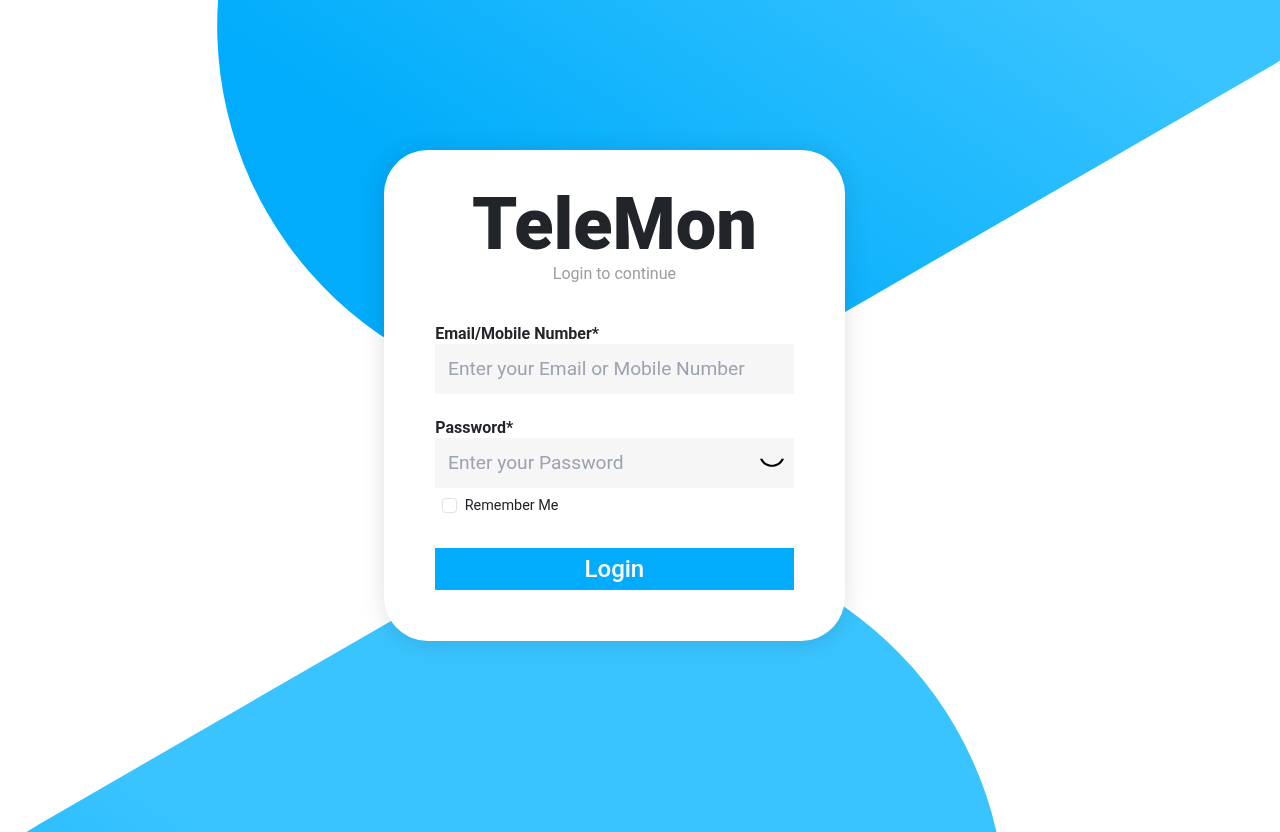 TeleMon
Login to continue
Email/Mobile Number*
Enter your Email or Mobile Number
Password*
Enter your Password
Remember Me
Login